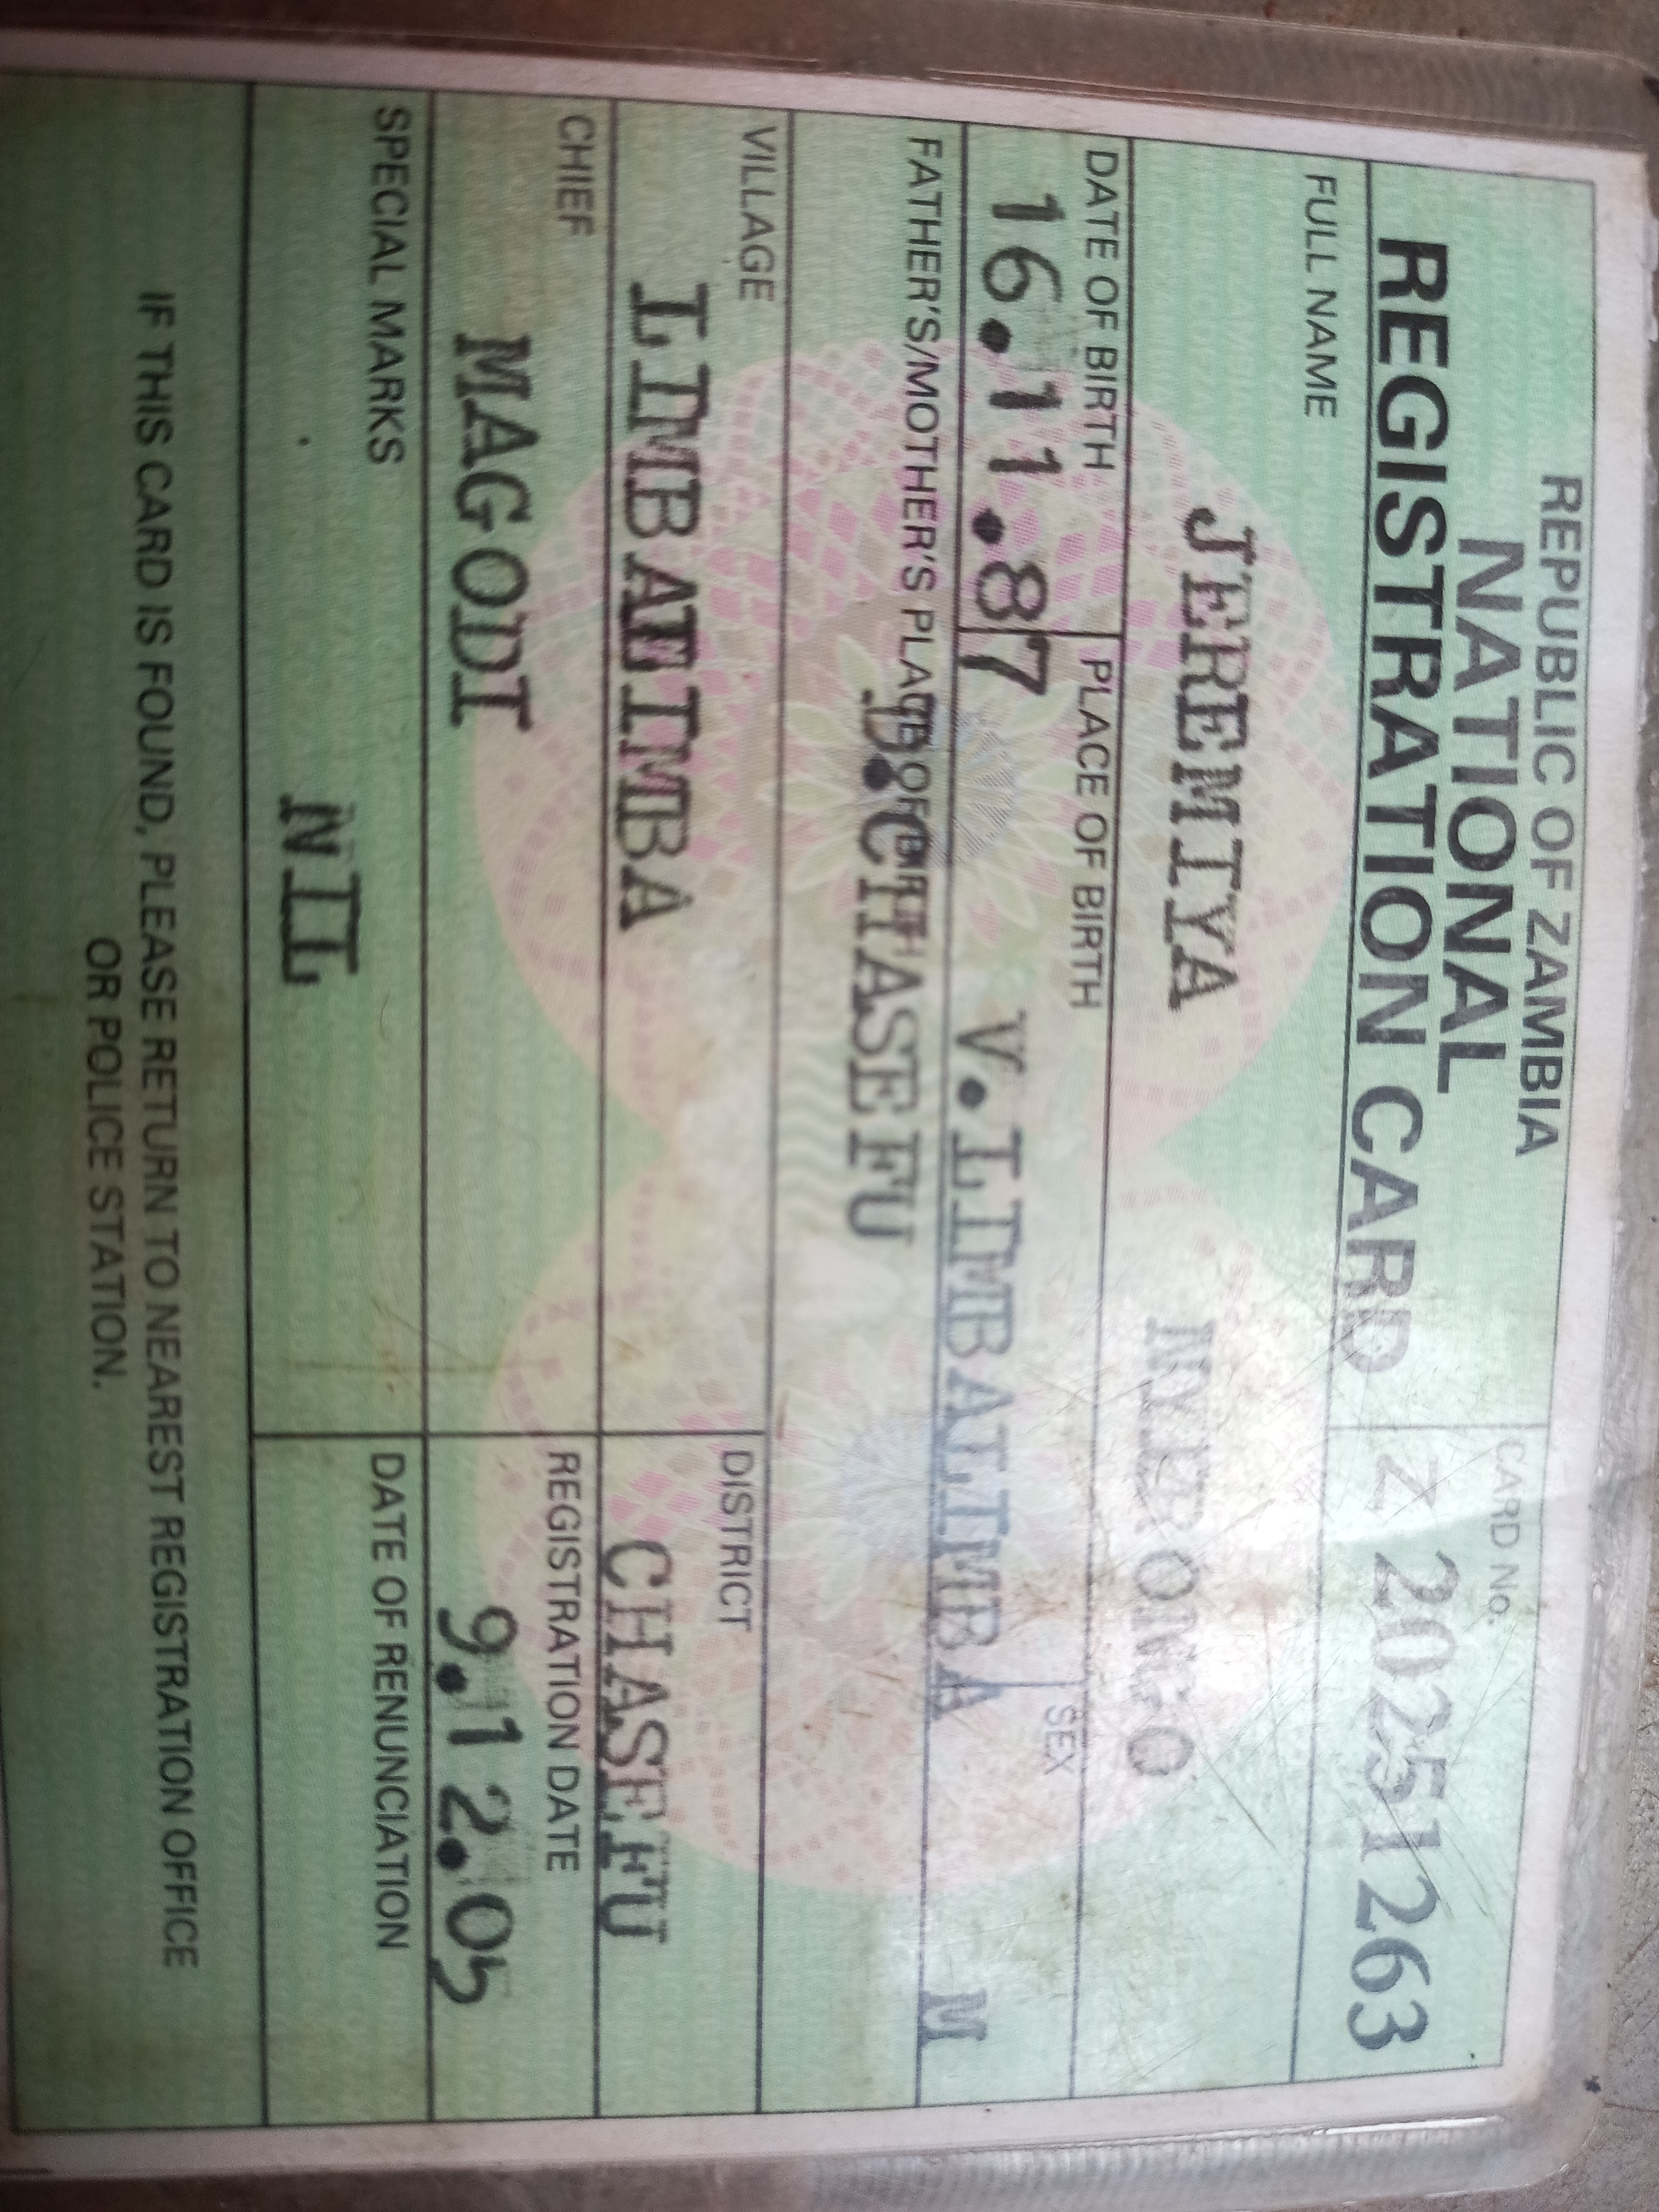 REPUBLIC OF ZAMBIA
NATIONAL
REGISTRATION CARD
CARD No.
Z 20251263
FULL NAME
JEREMIYA
DATE OF BIRTH
PLACE OF BIRTH
SEX
16.11.87
V.LIMBALIMBA
M
FATHER'S/MOTHER'S PLACE OF BIRTH
D.CHASEFU
VILLAGE
DISTRICT
LIMBALIMBA
CHASEFU
CHIEF
REGISTRATION DATE
MAGODI
9.12.05
SPECIAL MARKS
DATE OF RENUNCIATION
NIL
IF THIS CARD IS FOUND, PLEASE RETURN TO NEAREST REGISTRATION OFFICE
OR POLICE STATION.